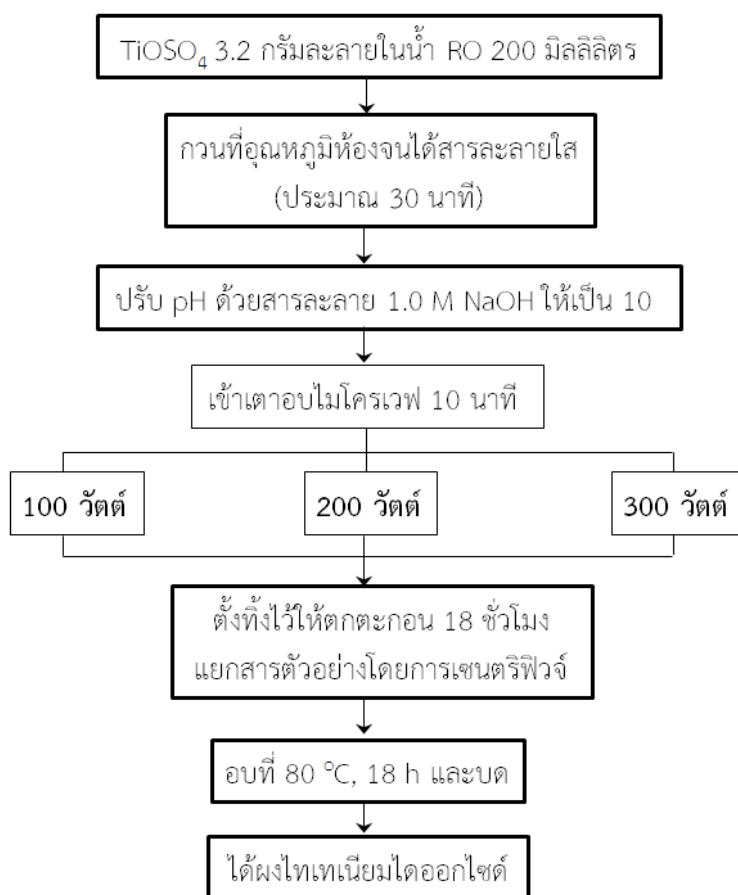 TiOSO4 3.2 กรัมละลายในน้ำ RO 200 มิลลิลิตร
กวนที่อุณหภูมิห้องจนได้สารละลายใส
(ประมาณ 30 นาที)
ปรับ pH ด้วยสารละลาย 1.0 M NaOH ให้เป็น 10
เข้าเตาอบไมโครเวฟ 10 นาที
100 วัตต์
200 วัตต์
300 วัตต์
ตั้งทิ้งไว้ให้ตกตะกอน 18 ชั่วโมง
แยกสารตัวอย่างโดยการเซนตริฟิวจ์
อบที่ 80 °C, 18 h และบด
ได้ผงไทเทเนียมไดออกไซด์